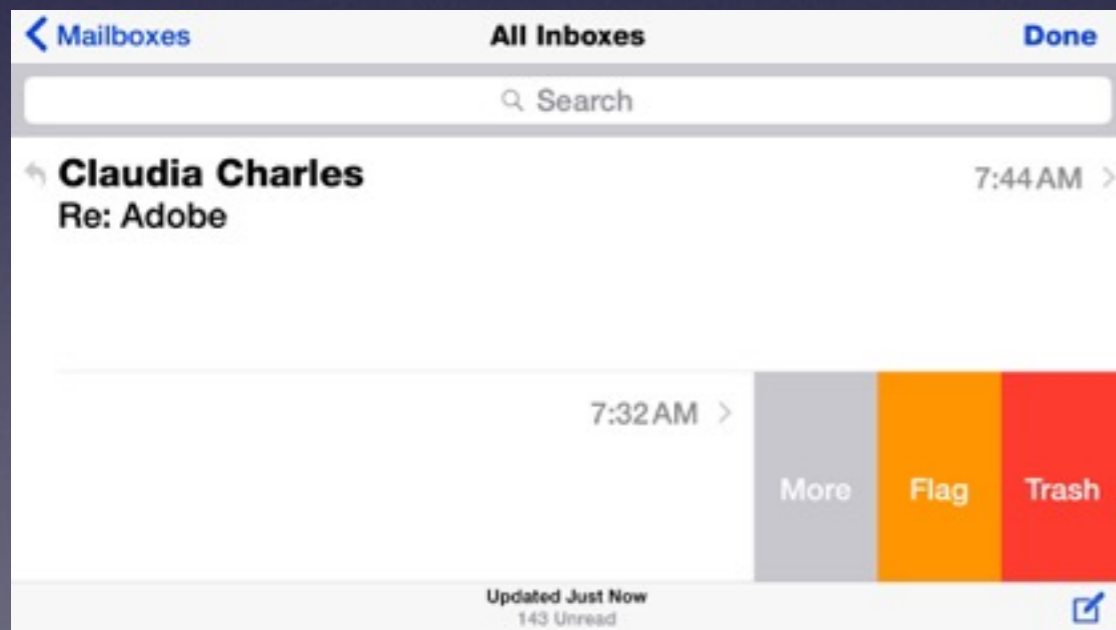 Mailboxes All Inboxes Done
Search
Claudia Charles 7:44 AM
Re: Adobe
7:32 AM
More Flag Trash
Updated Just Now
143 Unread